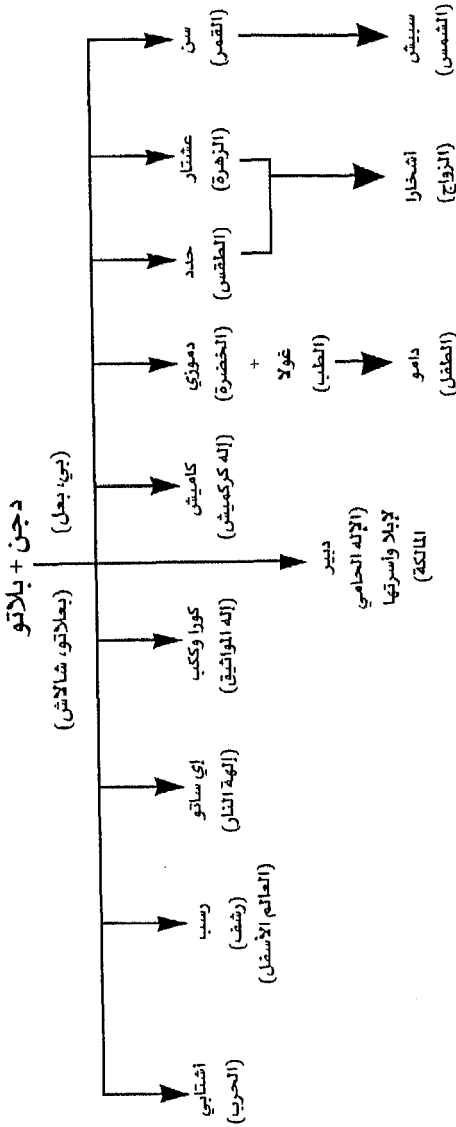 دجن + بلاتو
(بي، بعل)
(بعلاتو، شالاش)
سن
(القمر)
سبيش
(الشمس)
عشتار
(الزهرة)
حدد
(الطقس)
أشخارا
(الزواج)
دموزي
(الخضرة)
+
غولا
(الطب)
دامو
(الطفل)
كاميش
(إله كركميش)
دبير
(الإله الحامي
لإبلا وأسرتها
المالكة)
كورا وككب
(إله المواثيق)
إي ساتو
(إلهة النار)
رسب
(رشف)
(العالم الأسفل)
أشتابي
(الحرب)